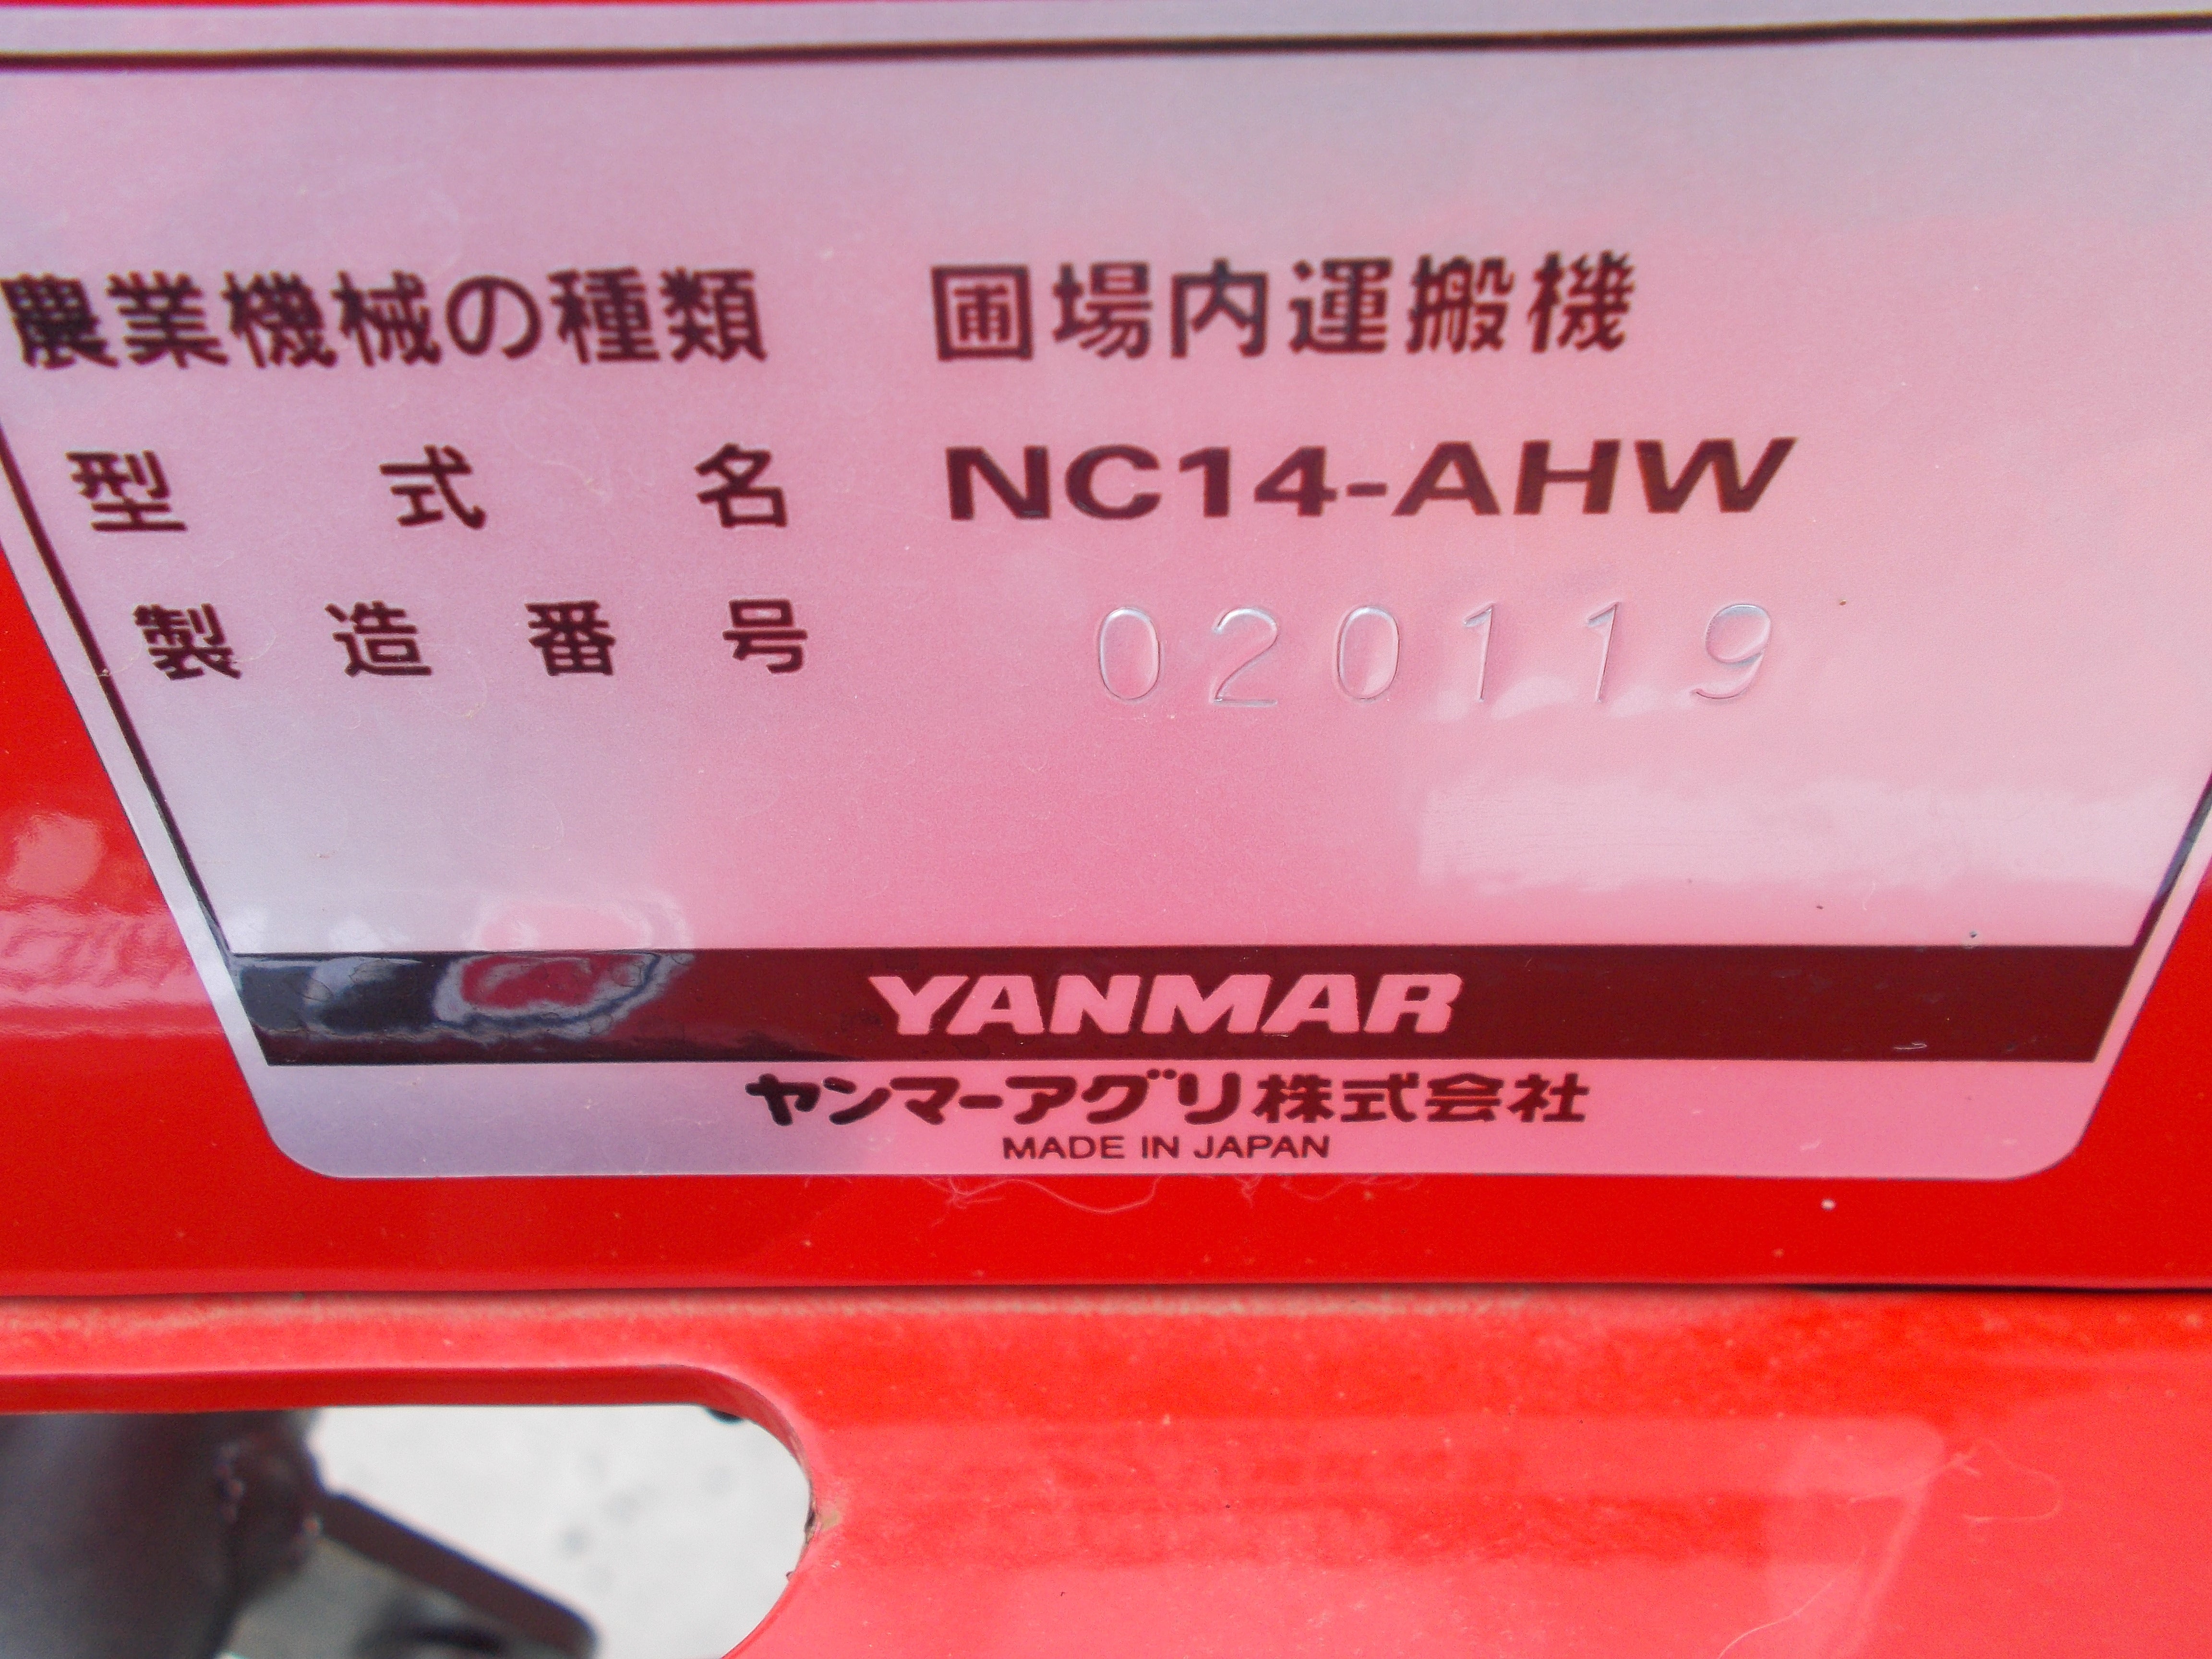 農業機械の種類 圃場内運搬機
型式名 NC14-AHW
製造番号 020119
YANMAR
ヤンマーアグリ株式会社
MADE IN JAPAN